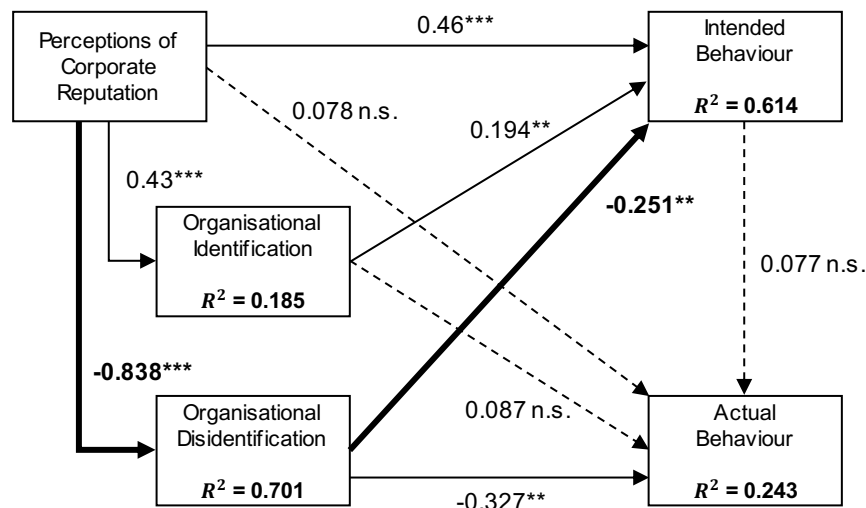 Perceptions of
Corporate
Reputation
0.46***
Intended
Behaviour
R² = 0.614
0.078 n.s.
0.194**
0.43***
Organisational
Identification
R² = 0.185
-0.251**
0.077 n.s.
-0.838***
Organisational
Disidentification
R² = 0.701
0.087 n.s.
Actual
Behaviour
R² = 0.243
-0.327**